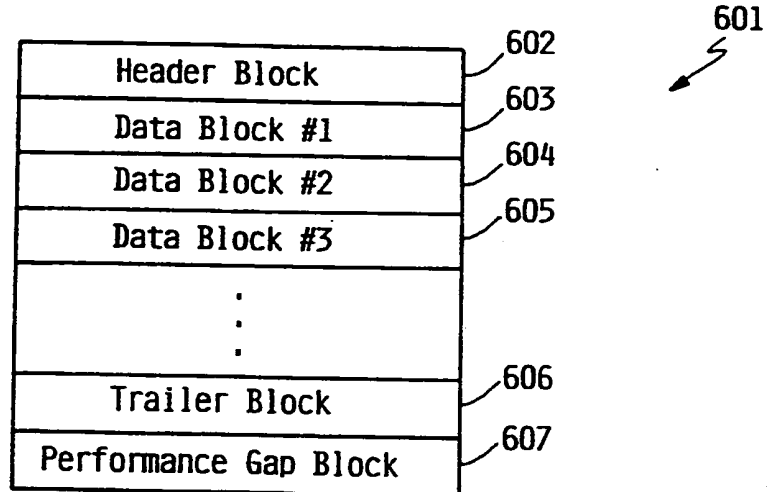 601
602
Header Block
603
Data Block #1
604
Data Block #2
605
Data Block #3
.
.
.
606
Trailer Block
607
Performance Gap Block